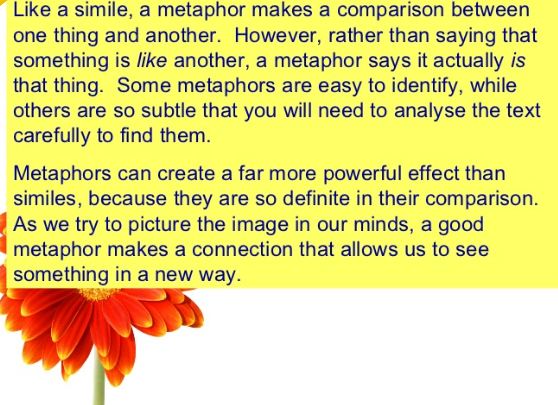 Like a simile, a metaphor makes a comparison between
one thing and another.  However, rather than saying that
something is like another, a metaphor says it actually is
that thing.  Some metaphors are easy to identify, while
others are so subtle that you will need to analyse the text
carefully to find them.
Metaphors can create a far more powerful effect than
similes, because they are so definite in their comparison.
As we try to picture the image in our minds, a good
metaphor makes a connection that allows us to see
something in a new way.